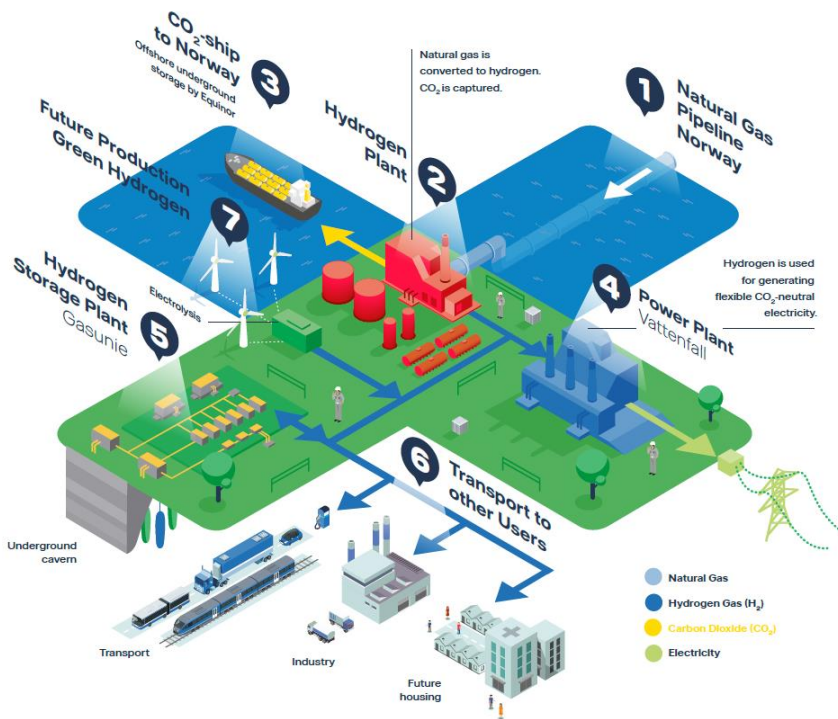 CO₂-ship
to Norway
Offshore underground
storage by Equinor
3
Natural gas is
converted to hydrogen.
CO₂ is captured.
1
Natural Gas
Pipeline
Norway
Future Production
Green Hydrogen
7
Hydrogen
Plant
2
Hydrogen
Storage Plant
Gasunie
5
Electrolysis
4
Power Plant
Vattenfall
Hydrogen is used
for generating
flexible CO₂-neutral
electricity.
6
Transport to
other Users
Underground
cavern
Transport
Industry
Future
housing
Natural Gas
Hydrogen Gas (H₂)
Carbon Dioxide (CO₂)
Electricity